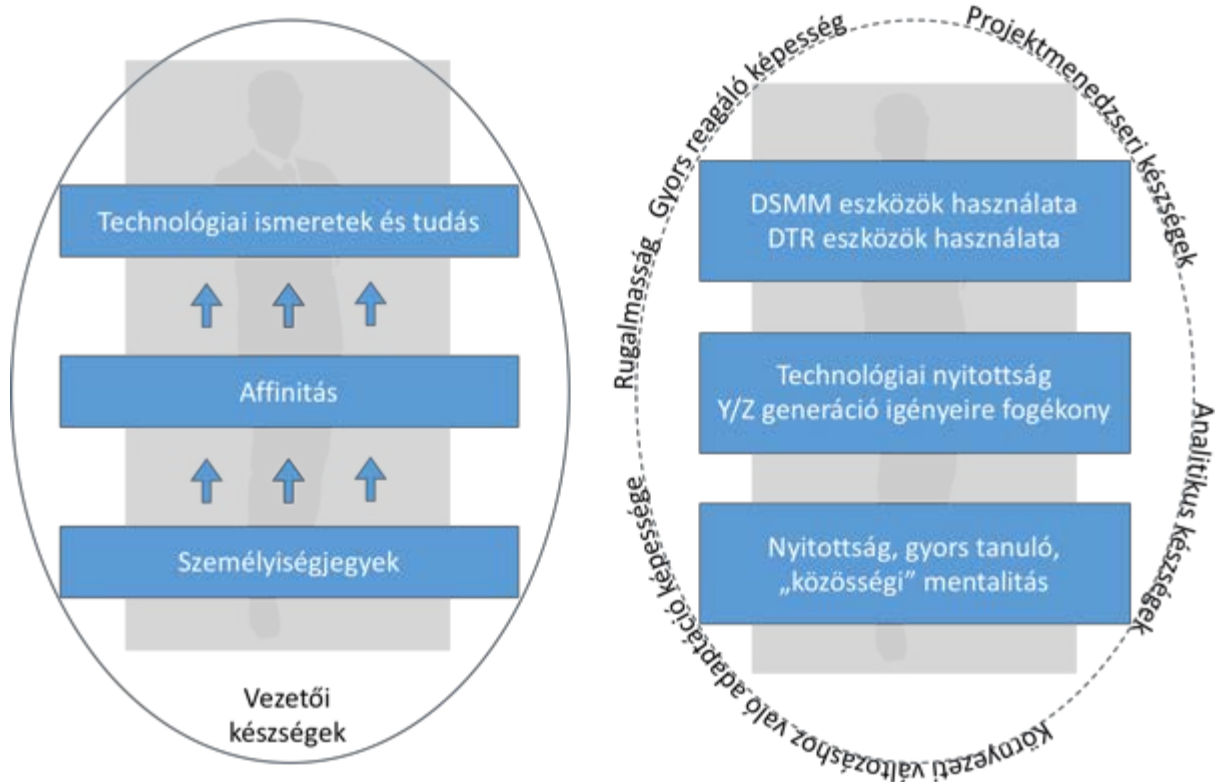 Technológiai ismeretek és tudás
Affinitás
Személyiségjegyek
Vezetői
készségek
Rugalmasság
Gyors reagáló képesség
Projektmenedzseri készségek
Analitikus készségek
Környezeti változáshoz való adaptáció képessége
DSMM eszközök használata
DTR eszközök használata
Technológiai nyitottság
Y/Z generáció igényeire fogékony
Nyitottság, gyors tanuló,
„közösségi” mentalitás